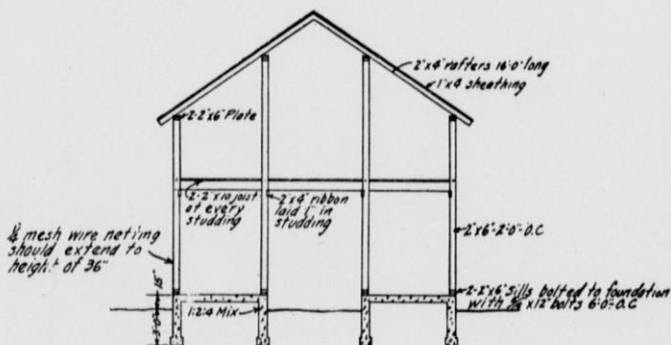 2"x4" rafters 16'-0" long
1"x4" sheathing
2-2"x6" Plate
2-2"x10" joist
at every
studding
2"x4" ribbon
laid 1" in
studding
¼ mesh wire netting
should extend to
height of 36"
2"x6"-2'-0"-O.C
15"
3'-0"
1:2:4 Mix
2-2"x6" Sills bolted to foundation
with x12" bolts 6'-0"-O.C